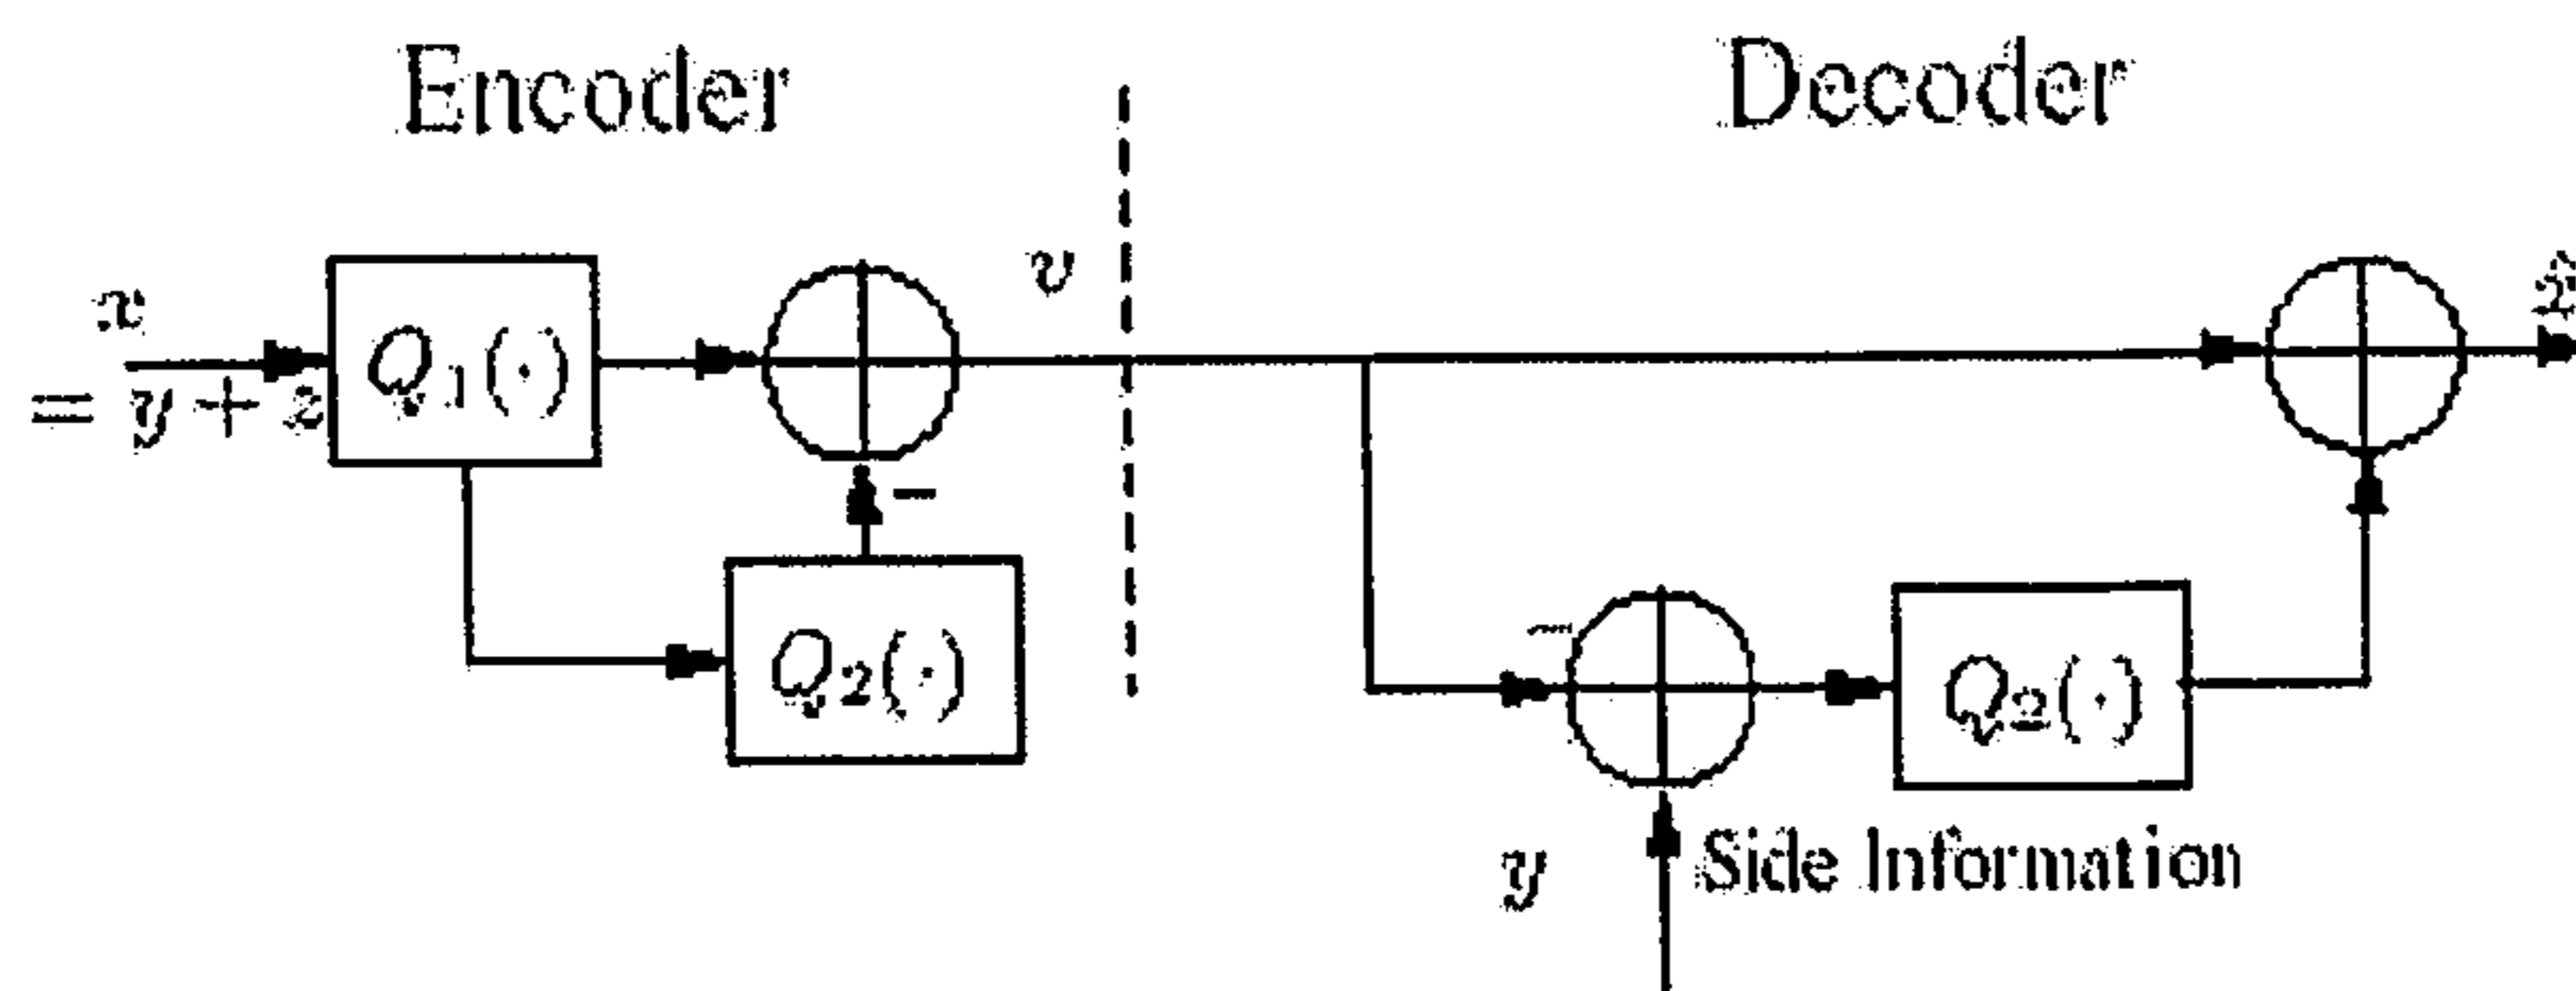 Encoder
Decoder
x
= y + z
Q1(·)
v
−
Q2(·)
−
Q2(·)
y
Side Information